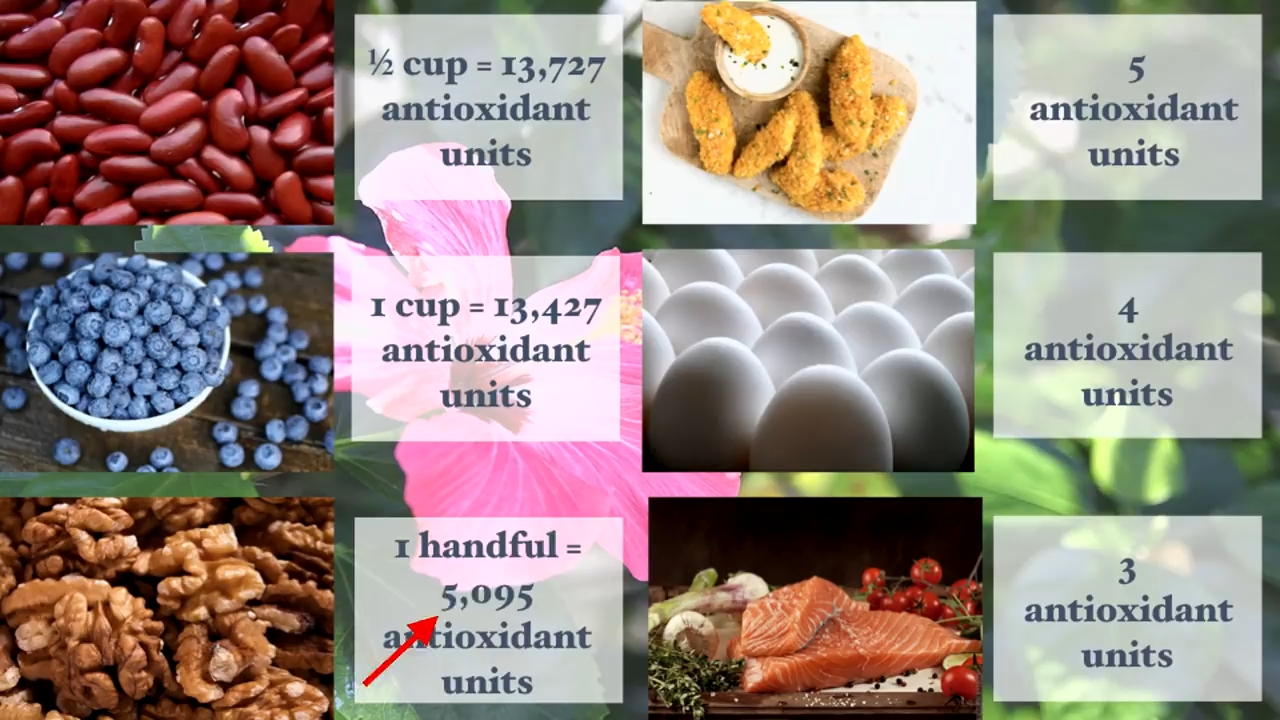 ½ cup = 13,727
antioxidant
units
5
antioxidant
units
1 cup = 13,427
antioxidant
units
4
antioxidant
units
1 handful =
5,095
antioxidant
units
3
antioxidant
units